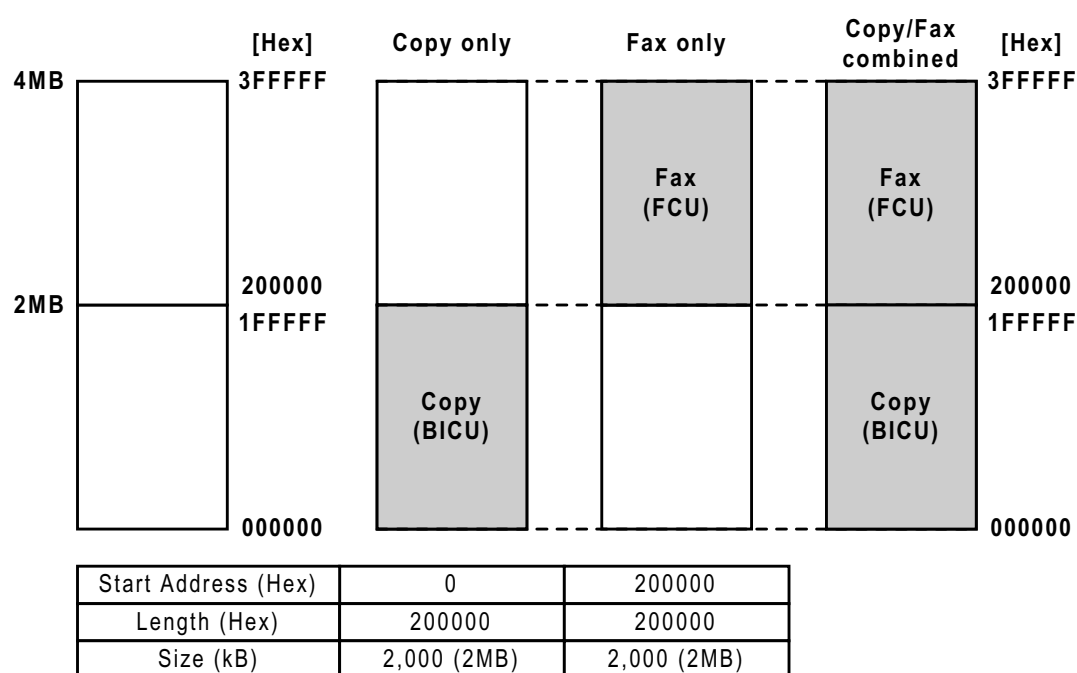 [Hex] Copy only Fax only Copy/Fax combined [Hex]
4MB 3FFFFF 3FFFFF
Fax Fax
(FCU) (FCU)
200000 200000
2MB
1FFFFF 1FFFFF
Copy Copy
(BICU) (BICU)
000000 000000
Start Address (Hex) 0 200000
Length (Hex) 200000 200000
Size (kB) 2,000 (2MB) 2,000 (2MB)